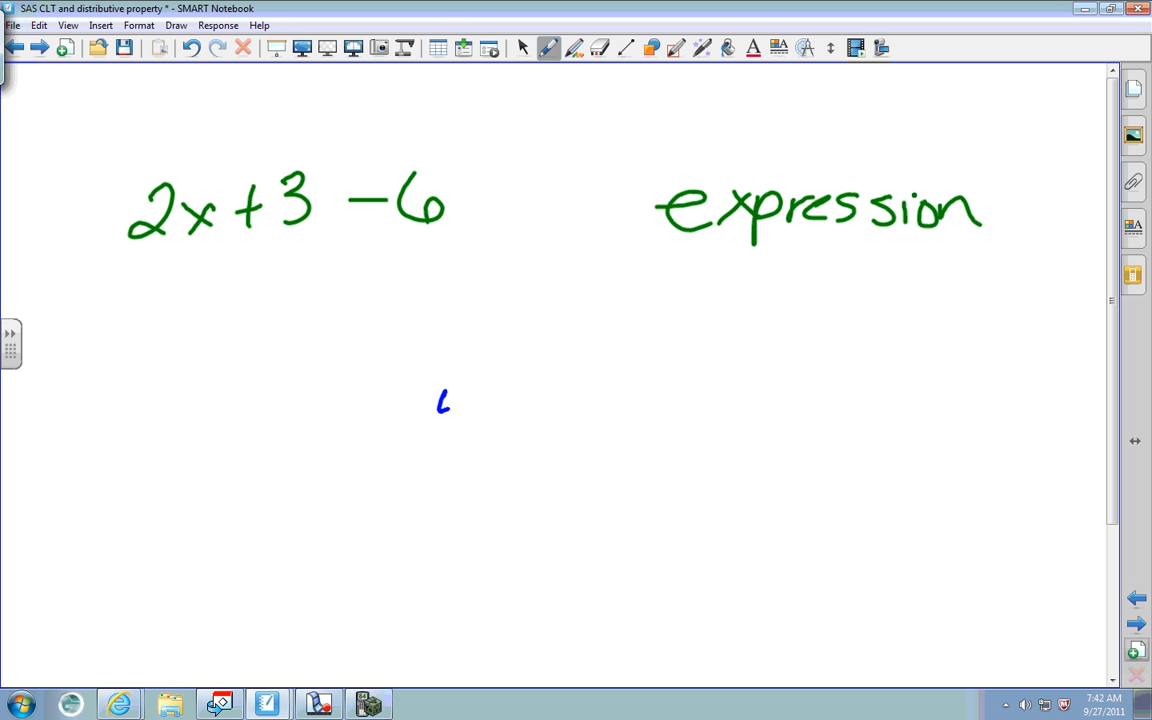 SAS CLT and distributive property * - SMART Notebook
File Edit View Insert Format Draw Response Help
2x + 3 - 6 expression
7:42 AM
9/27/2011